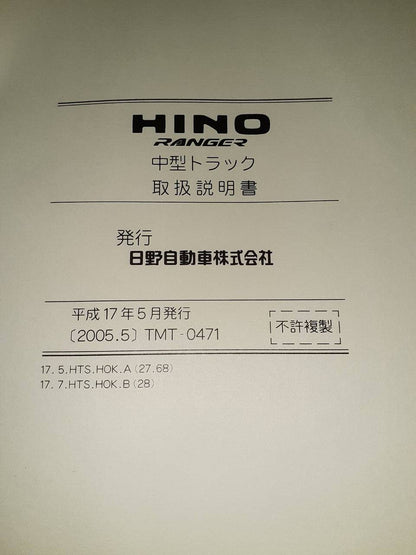 HINO
RANGER
中型トラック
取扱説明書
発行
日野自動車株式会社
平成17年5月発行
〔2005.5〕TMT-0471
不許複製
17. 5.HTS.HOK.A(27.68)
17. 7.HTS.HOK.B(28)